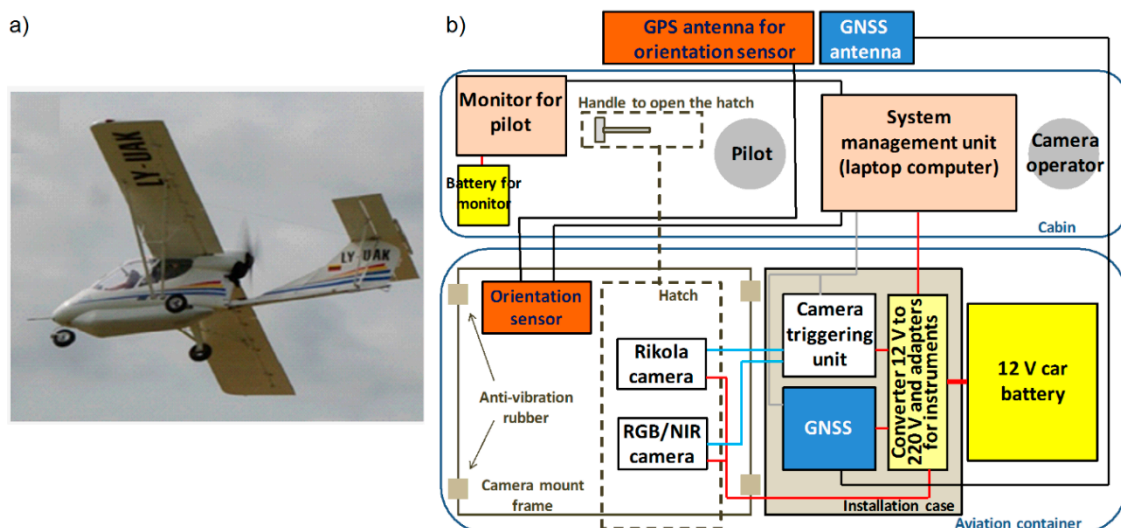 a)
LY-UAK
LY-UAK
b)
GPS antenna for
orientation sensor
GNSS
antenna
Monitor for
pilot
Handle to open the hatch
Pilot
System
management unit
(laptop computer)
Camera
operator
Battery for
monitor
Cabin
Orientation
sensor
Hatch
Camera
triggering
unit
Converter 12 V to
220 V and adapters
for instruments
12 V car
battery
Rikola
camera
Anti-vibration
rubber
GNSS
RGB/NIR
camera
Camera mount
frame
Installation case
Aviation container